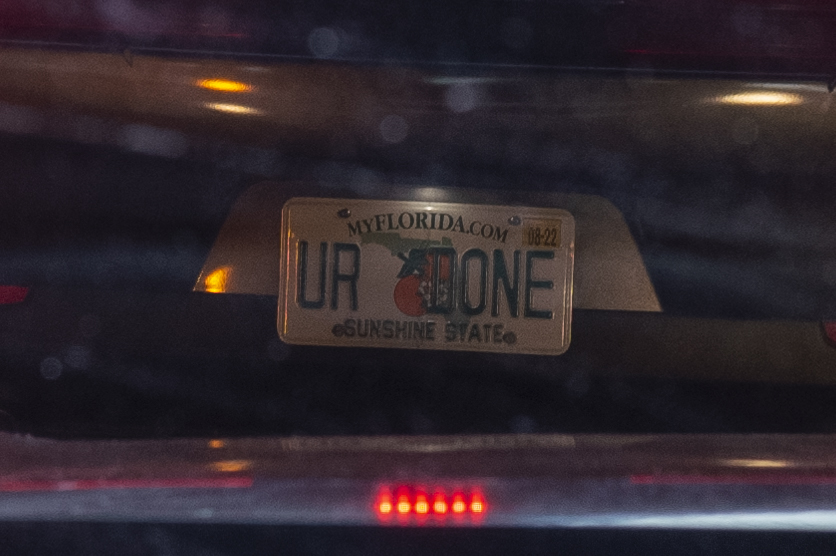 MYFLORIDA.COM
08-22
UR DONE
SUNSHINE STATE